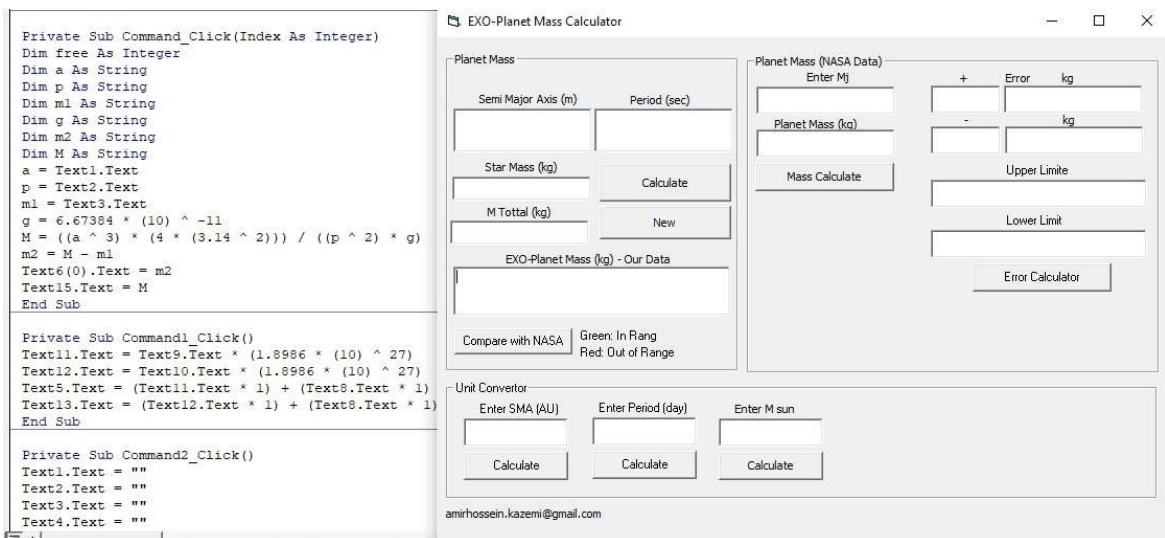 Private Sub Command_Click(Index As Integer)
Dim free As Integer
Dim a As String
Dim p As String
Dim m1 As String
Dim g As String
Dim m2 As String
Dim M As String
a = Text1.Text
p = Text2.Text
m1 = Text3.Text
g = 6.67384 * (10) ^ -11
M = ((a ^ 3) * (4 * (3.14 ^ 2))) / ((p ^ 2) * g)
m2 = M - m1
Text6(0).Text = m2
Text15.Text = M
End Sub
Private Sub Command1_Click()
Text11.Text = Text9.Text * (1.8986 * (10) ^ 27)
Text12.Text = Text10.Text * (1.8986 * (10) ^ 27)
Text5.Text = (Text11.Text * 1) + (Text8.Text * 1)
Text13.Text = (Text12.Text * 1) + (Text8.Text * 1)
End Sub
Private Sub Command2_Click()
Text1.Text = ""
Text2.Text = ""
Text3.Text = ""
Text4.Text = ""
EXO-Planet Mass Calculator
Planet Mass
Semi Major Axis (m) Period (sec)
Star Mass (kg)
Calculate
M Tottal (kg)
New
EXO-Planet Mass (kg) - Our Data
Compare with NASA
Green: In Rang
Red: Out of Range
Planet Mass (NASA Data)
Enter Mj
+ Error kg
Planet Mass (kg)
- kg
Mass Calculate
Upper Limite
Lower Limit
Error Calculator
Unit Convertor
Enter SMA (AU) Enter Period (day) Enter M sun
Calculate Calculate Calculate
amirhossein.kazemi@gmail.com